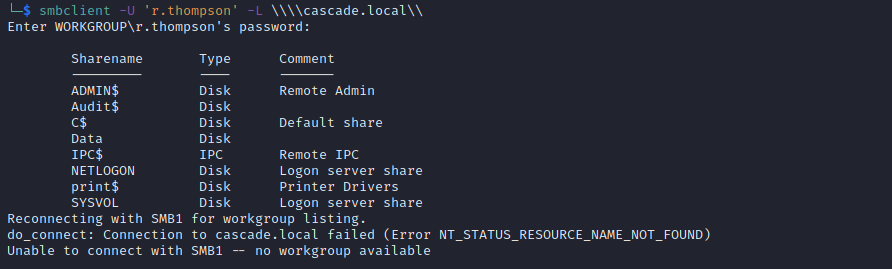 └─$ smbclient -U 'r.thompson' -L \\\\cascade.local\\
Enter WORKGROUP\r.thompson's password:
Sharename Type Comment
--------- ---- -------
ADMIN$ Disk Remote Admin
Audit$ Disk
C$ Disk Default share
Data Disk
IPC$ IPC Remote IPC
NETLOGON Disk Logon server share
print$ Disk Printer Drivers
SYSVOL Disk Logon server share
Reconnecting with SMB1 for workgroup listing.
do_connect: Connection to cascade.local failed (Error NT_STATUS_RESOURCE_NAME_NOT_FOUND)
Unable to connect with SMB1 -- no workgroup available